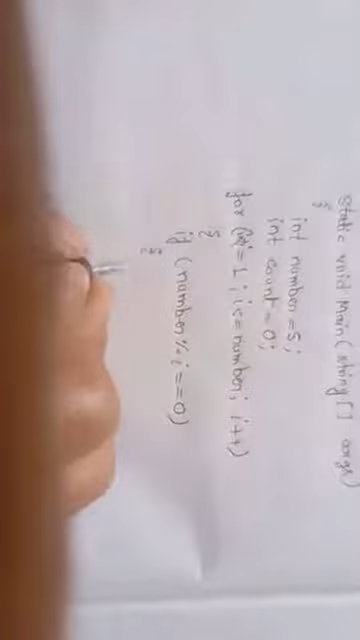 static void Main(string[] args)
{
int number=5;
int count=0;
for (int i=1; i<=number; i++)
{
if (number%i==0)
{